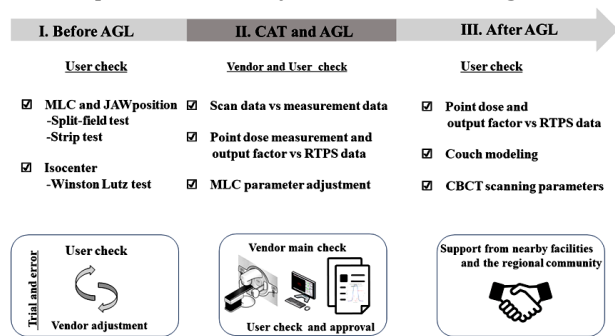 I. Before AGL
II. CAT and AGL
III. After AGL
User check
☑ MLC and JAWposition
-Split-field test
-Strip test
☑ Isocenter
-Winston Lutz test
Vendor and User check
☑ Scan data vs measurement data
☑ Point dose measurement and
output factor vs RTPS data
☑ MLC parameter adjustment
User check
☑ Point dose and
output factor vs RTPS data
☑ Couch modeling
☑ CBCT scanning parameters
Trial and error
User check
Vendor adjustment
Vendor main check
User check and approval
Support from nearby facilities
and the regional community